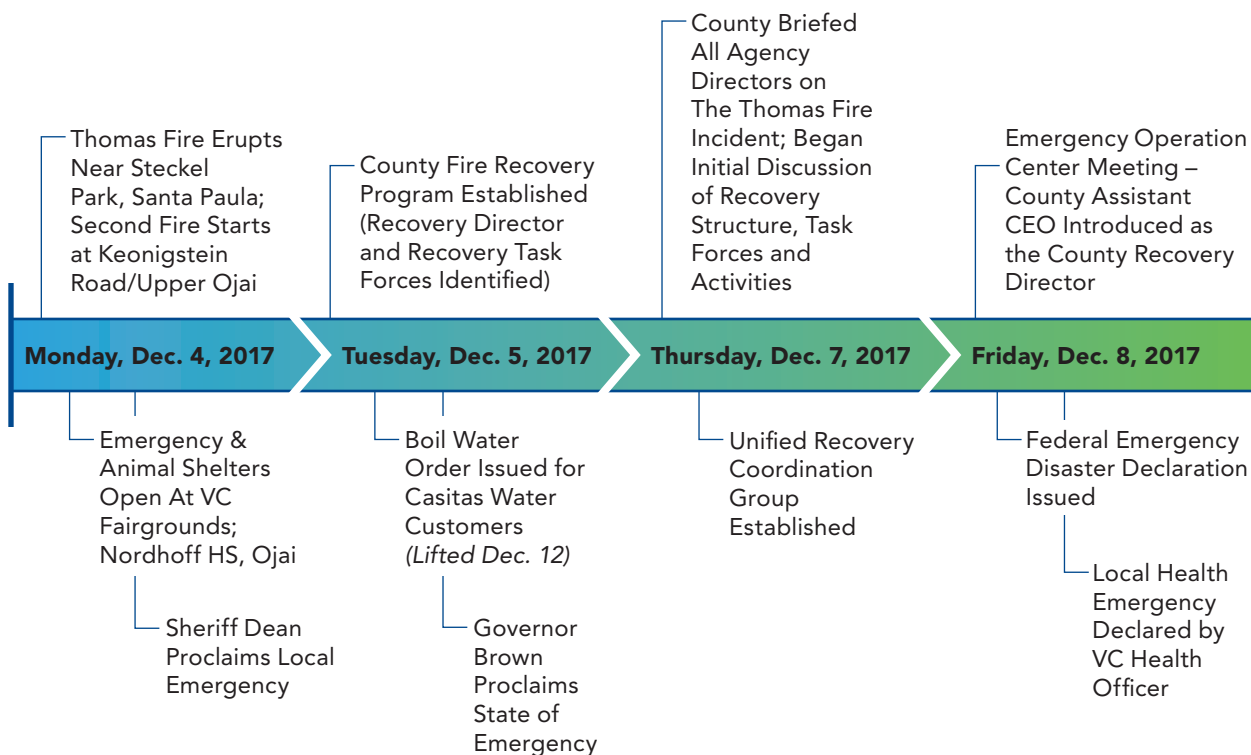 Thomas Fire Erupts
Near Steckel
Park, Santa Paula;
Second Fire Starts
at Keonigstein
Road/Upper Ojai
County Fire Recovery
Program Established
(Recovery Director
and Recovery Task
Forces Identified)
County Briefed
All Agency
Directors on
The Thomas Fire
Incident; Began
Initial Discussion
of Recovery
Structure, Task
Forces and
Activities
Emergency Operation
Center Meeting –
County Assistant
CEO Introduced as
the County Recovery
Director
Monday, Dec. 4, 2017
Tuesday, Dec. 5, 2017
Thursday, Dec. 7, 2017
Friday, Dec. 8, 2017
Emergency &
Animal Shelters
Open At VC
Fairgrounds;
Nordhoff HS, Ojai
Sheriff Dean
Proclaims Local
Emergency
Boil Water
Order Issued for
Casitas Water
Customers
(Lifted Dec. 12)
Governor
Brown
Proclaims
State of
Emergency
Unified Recovery
Coordination
Group
Established
Federal Emergency
Disaster Declaration
Issued
Local Health
Emergency
Declared by
VC Health
Officer